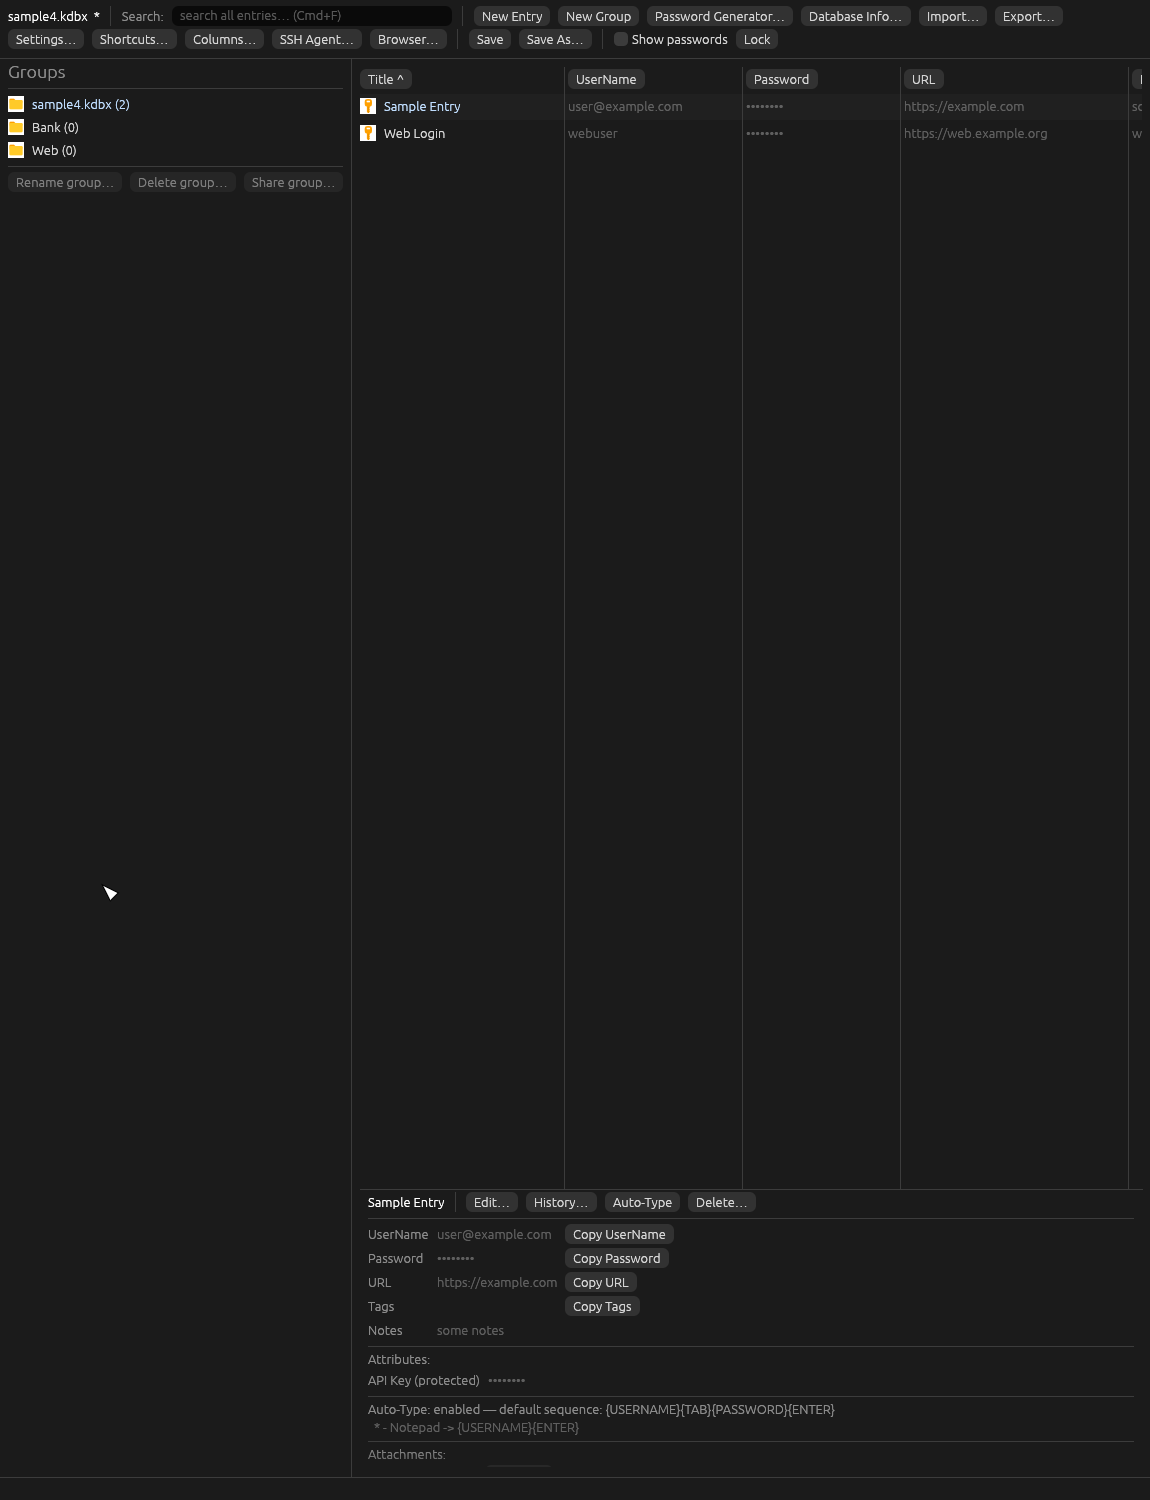 sample4.kdbx * Search: search all entries... (Cmd+F) New Entry New Group Password Generator... Database Info... Import... Export...
Settings... Shortcuts... Columns... SSH Agent... Browser... Save Save As... Show passwords Lock
Groups
sample4.kdbx (2)
Bank (0)
Web (0)
Rename group... Delete group... Share group...
Title ^ UserName Password URL
Sample Entry user@example.com •••••••• https://example.com
Web Login webuser •••••••• https://web.example.org
Sample Entry Edit... History... Auto-Type Delete...
UserName user@example.com Copy UserName
Password •••••••• Copy Password
URL https://example.com Copy URL
Tags Copy Tags
Notes some notes
Attributes:
API Key (protected) ••••••••
Auto-Type: enabled — default sequence: {USERNAME}{TAB}{PASSWORD}{ENTER}
* - Notepad -> {USERNAME}{ENTER}
Attachments: